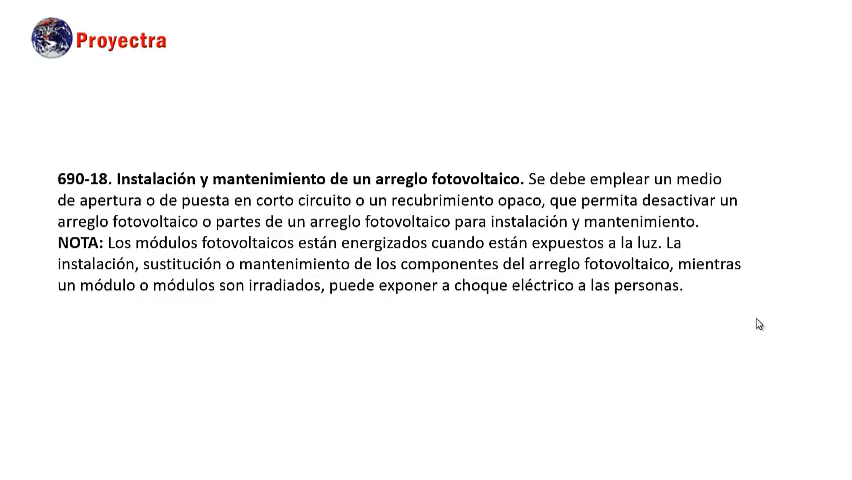 Proyectra
690-18. Instalación y mantenimiento de un arreglo fotovoltaico. Se debe emplear un medio
de apertura o de puesta en corto circuito o un recubrimiento opaco, que permita desactivar un
arreglo fotovoltaico o partes de un arreglo fotovoltaico para instalación y mantenimiento.
NOTA: Los módulos fotovoltaicos están energizados cuando están expuestos a la luz. La
instalación, sustitución o mantenimiento de los componentes del arreglo fotovoltaico, mientras
un módulo o módulos son irradiados, puede exponer a choque eléctrico a las personas.